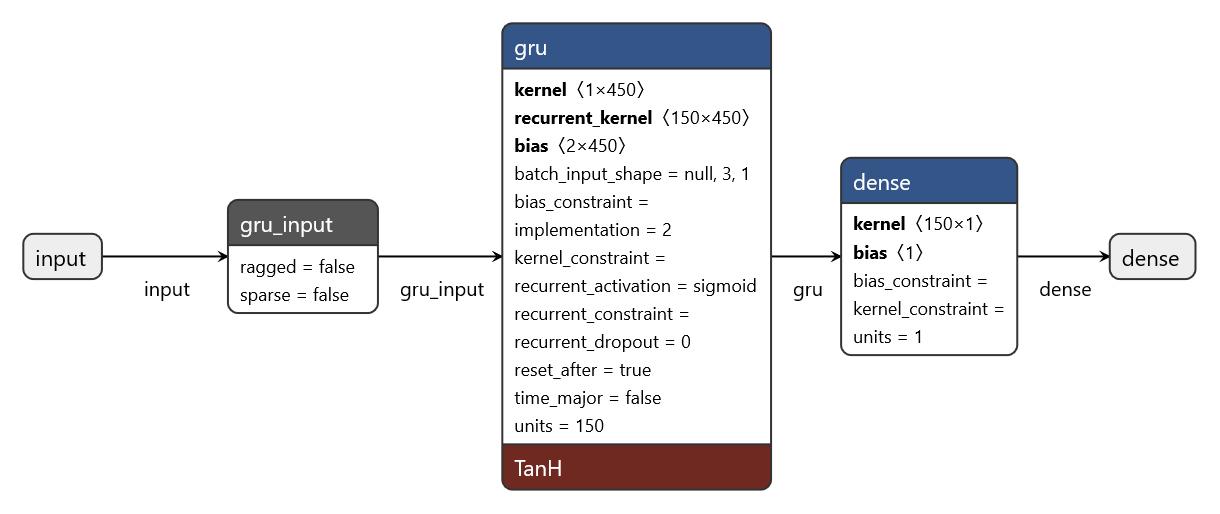 input
input
gru_input
ragged = false
sparse = false
gru_input
gru
kernel〈1×450〉
recurrent_kernel〈150×450〉
bias〈2×450〉
batch_input_shape = null, 3, 1
bias_constraint =
implementation = 2
kernel_constraint =
recurrent_activation = sigmoid
recurrent_constraint =
recurrent_dropout = 0
reset_after = true
time_major = false
units = 150
TanH
gru
dense
kernel〈150×1〉
bias〈1〉
bias_constraint =
kernel_constraint =
units = 1
dense
dense